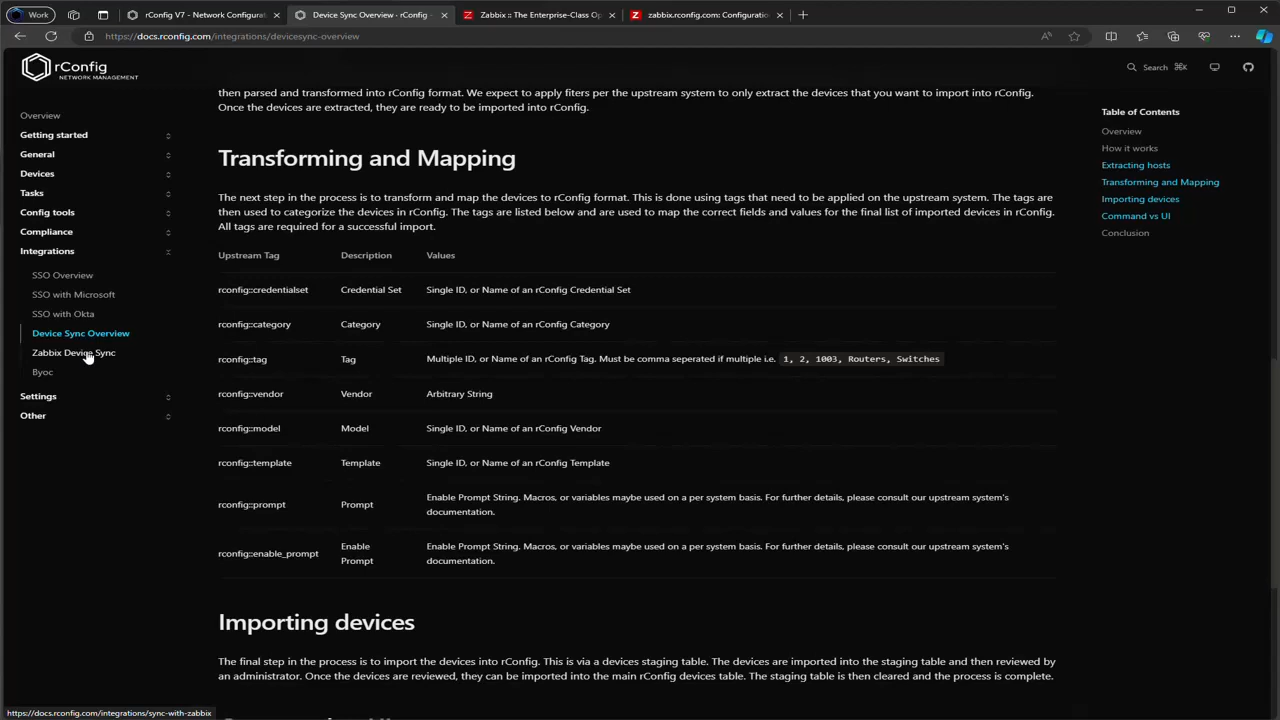 Work
rConfig V7 - Network Configurat
Device Sync Overview · rConfig -
Zabbix :: The Enterprise-Class Op
zabbix.rconfig.com: Configuration
https://docs.rconfig.com/integrations/devicesync-overview
rConfig
NETWORK MANAGEMENT
Search ⌘K
Overview
Getting started
General
Devices
Tasks
Config tools
Compliance
Integrations
SSO Overview
SSO with Microsoft
SSO with Okta
Device Sync Overview
Zabbix Device Sync
Byoc
Settings
Other
then parsed and transformed into rConfig format. We expect to apply fiters per the upstream system to only extract the devices that you want to import into rConfig.
Once the devices are extracted, they are ready to be imported into rConfig.
Transforming and Mapping
The next step in the process is to transform and map the devices to rConfig format. This is done using tags that need to be applied on the upstream system. The tags are
then used to categorize the devices in rConfig. The tags are listed below and are used to map the correct fields and values for the final list of imported devices in rConfig.
All tags are required for a successful import.
Upstream Tag Description Values
rconfig::credentialset Credential Set Single ID, or Name of an rConfig Credential Set
rconfig::category Category Single ID, or Name of an rConfig Category
rconfig::tag Tag Multiple ID, or Name of an rConfig Tag. Must be comma seperated if multiple i.e. 1, 2, 1003, Routers, Switches
rconfig::vendor Vendor Arbitrary String
rconfig::model Model Single ID, or Name of an rConfig Vendor
rconfig::template Template Single ID, or Name of an rConfig Template
rconfig::prompt Prompt Enable Prompt String. Macros, or variables maybe used on a per system basis. For further details, please consult our upstream system's
documentation.
rconfig::enable_prompt Enable
Prompt Enable Prompt String. Macros, or variables maybe used on a per system basis. For further details, please consult our upstream system's
documentation.
Importing devices
The final step in the process is to import the devices into rConfig. This is via a devices staging table. The devices are imported into the staging table and then reviewed by
an administrator. Once the devices are reviewed, they can be imported into the main rConfig devices table. The staging table is then cleared and the process is complete.
Table of Contents
Overview
How it works
Extracting hosts
Transforming and Mapping
Importing devices
Command vs UI
Conclusion
https://docs.rconfig.com/integrations/sync-with-zabbix